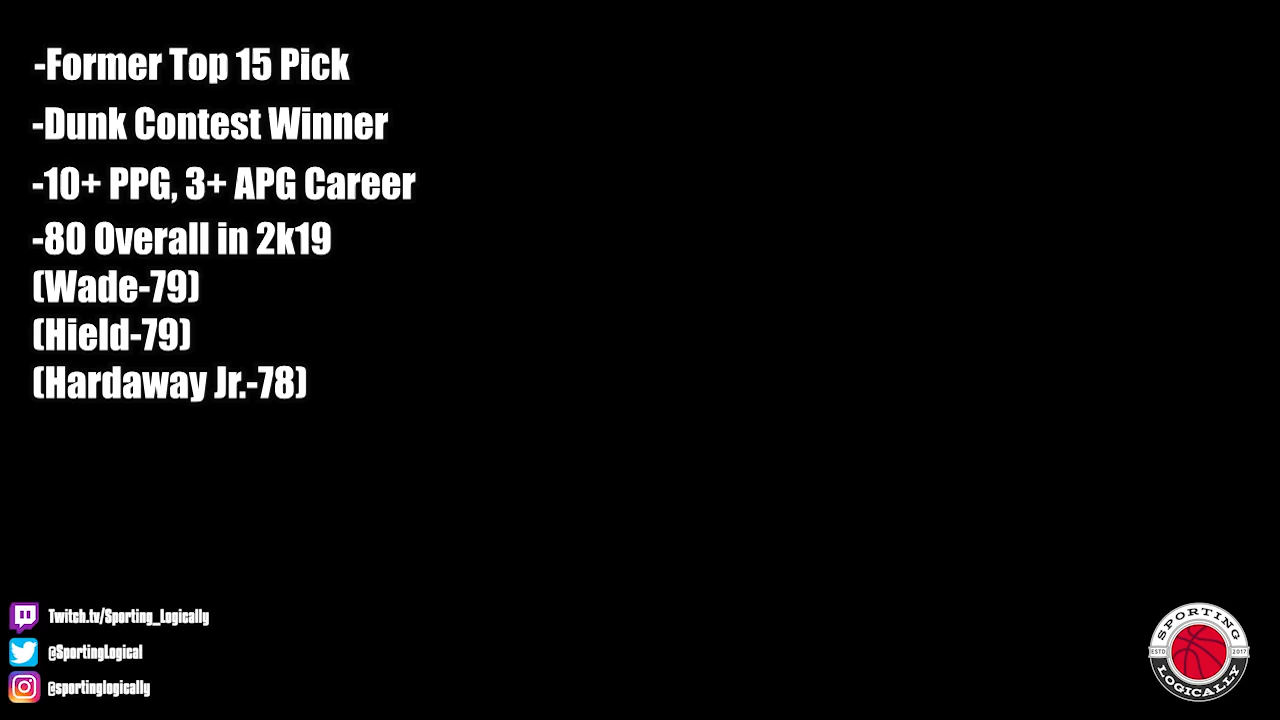 -Former Top 15 Pick
-Dunk Contest Winner
-10+ PPG, 3+ APG Career
-80 Overall in 2k19
(Wade-79)
(Hield-79)
(Hardaway Jr.-78)
Twitch.tv/Sporting_Logically
@SportingLogical
@sportinglogically
SPORTING
ESTD 2017
LOGICALLY